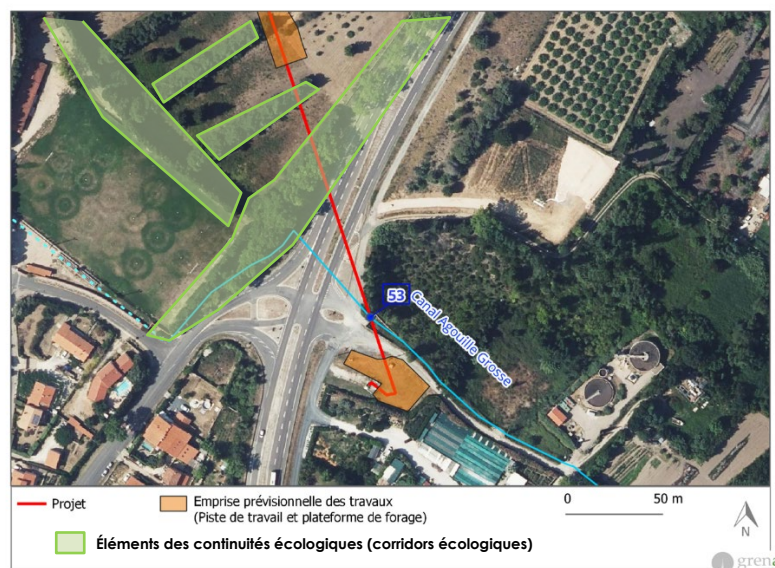 53
Canal Agouille Grosse
Projet
Emprise prévisionnelle des travaux
(Piste de travail et plateforme de forage)
0 50 m
N
Éléments des continuités écologiques (corridors écologiques)